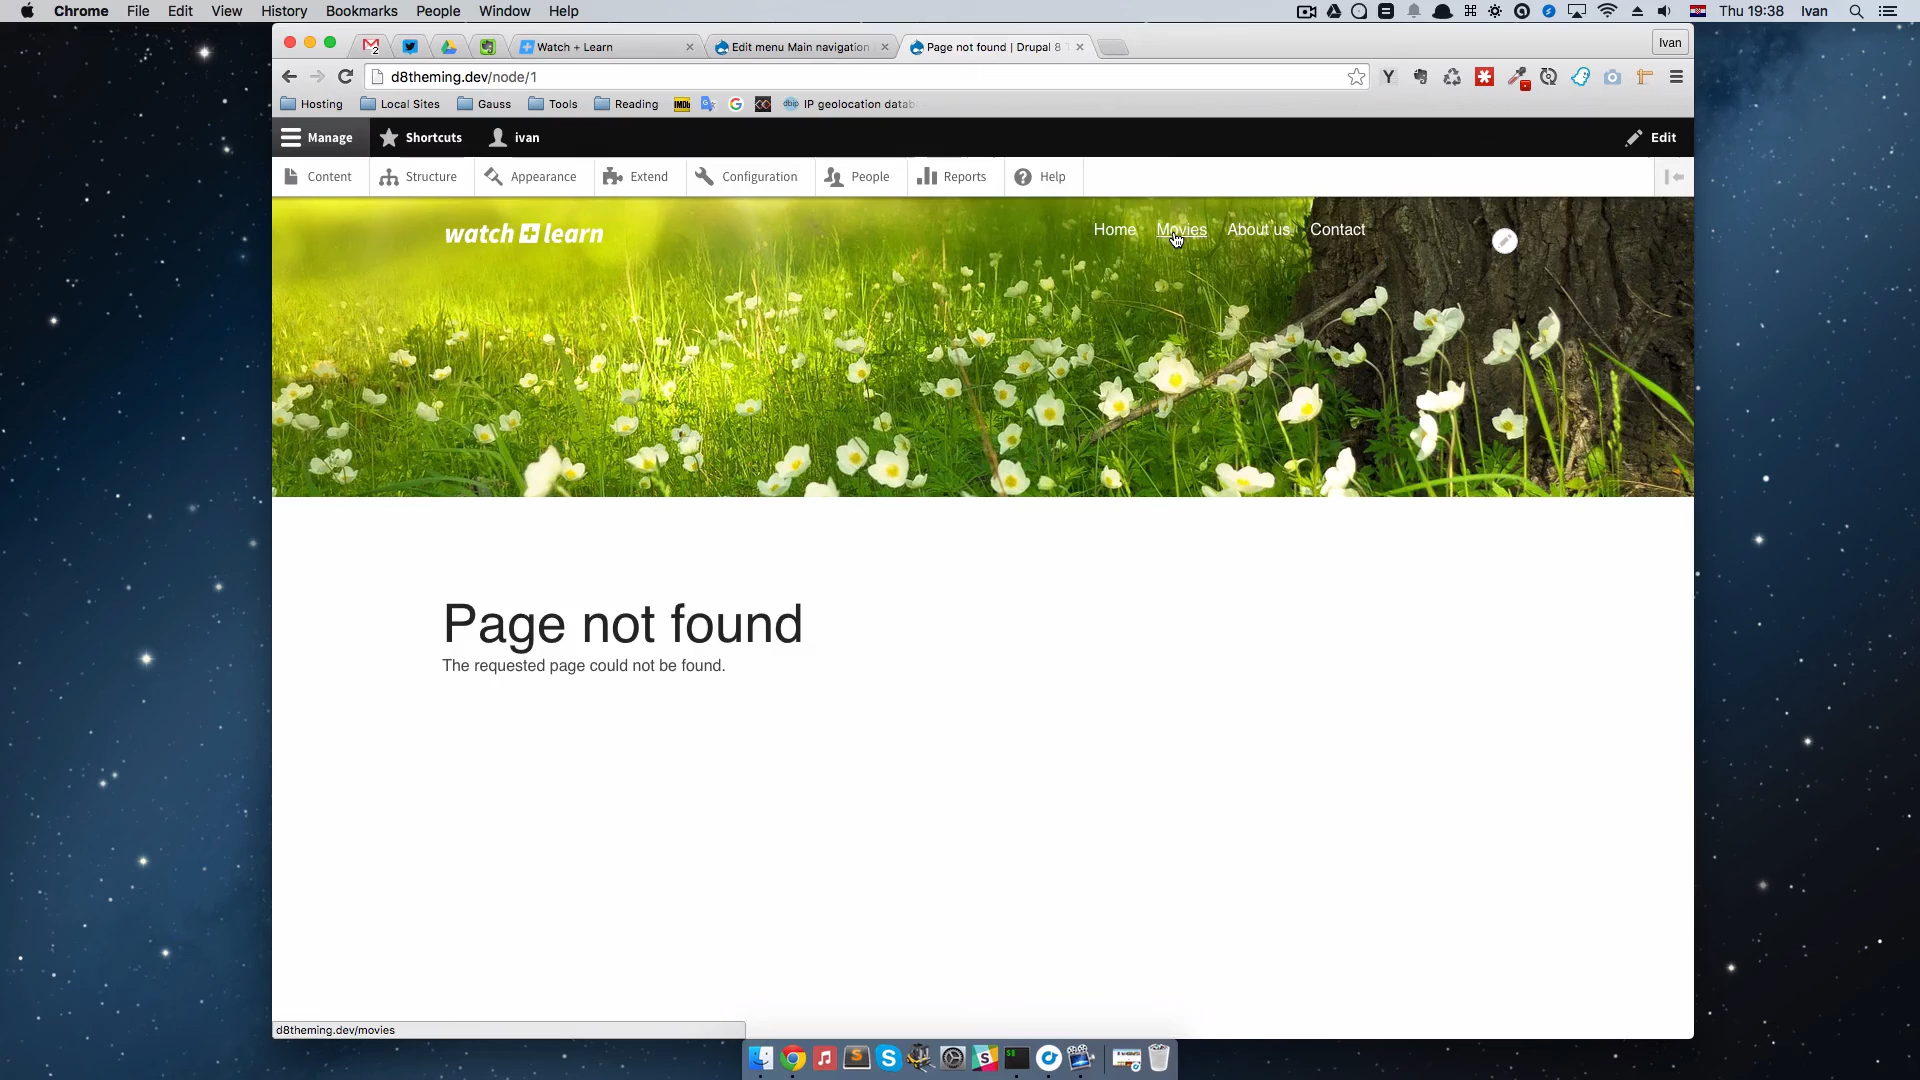 Chrome File Edit View History Bookmarks People Window Help Thu 19:38 Ivan
2 Watch + Learn Edit menu Main navigation Page not found | Drupal 8 Ivan
d8theming.dev/node/1
Hosting Local Sites Gauss Tools Reading IMDb IP geolocation datab
Manage Shortcuts ivan Edit
Content Structure Appearance Extend Configuration People Reports Help
watch + learn Home Movies About us Contact
Page not found
The requested page could not be found.
d8theming.dev/movies